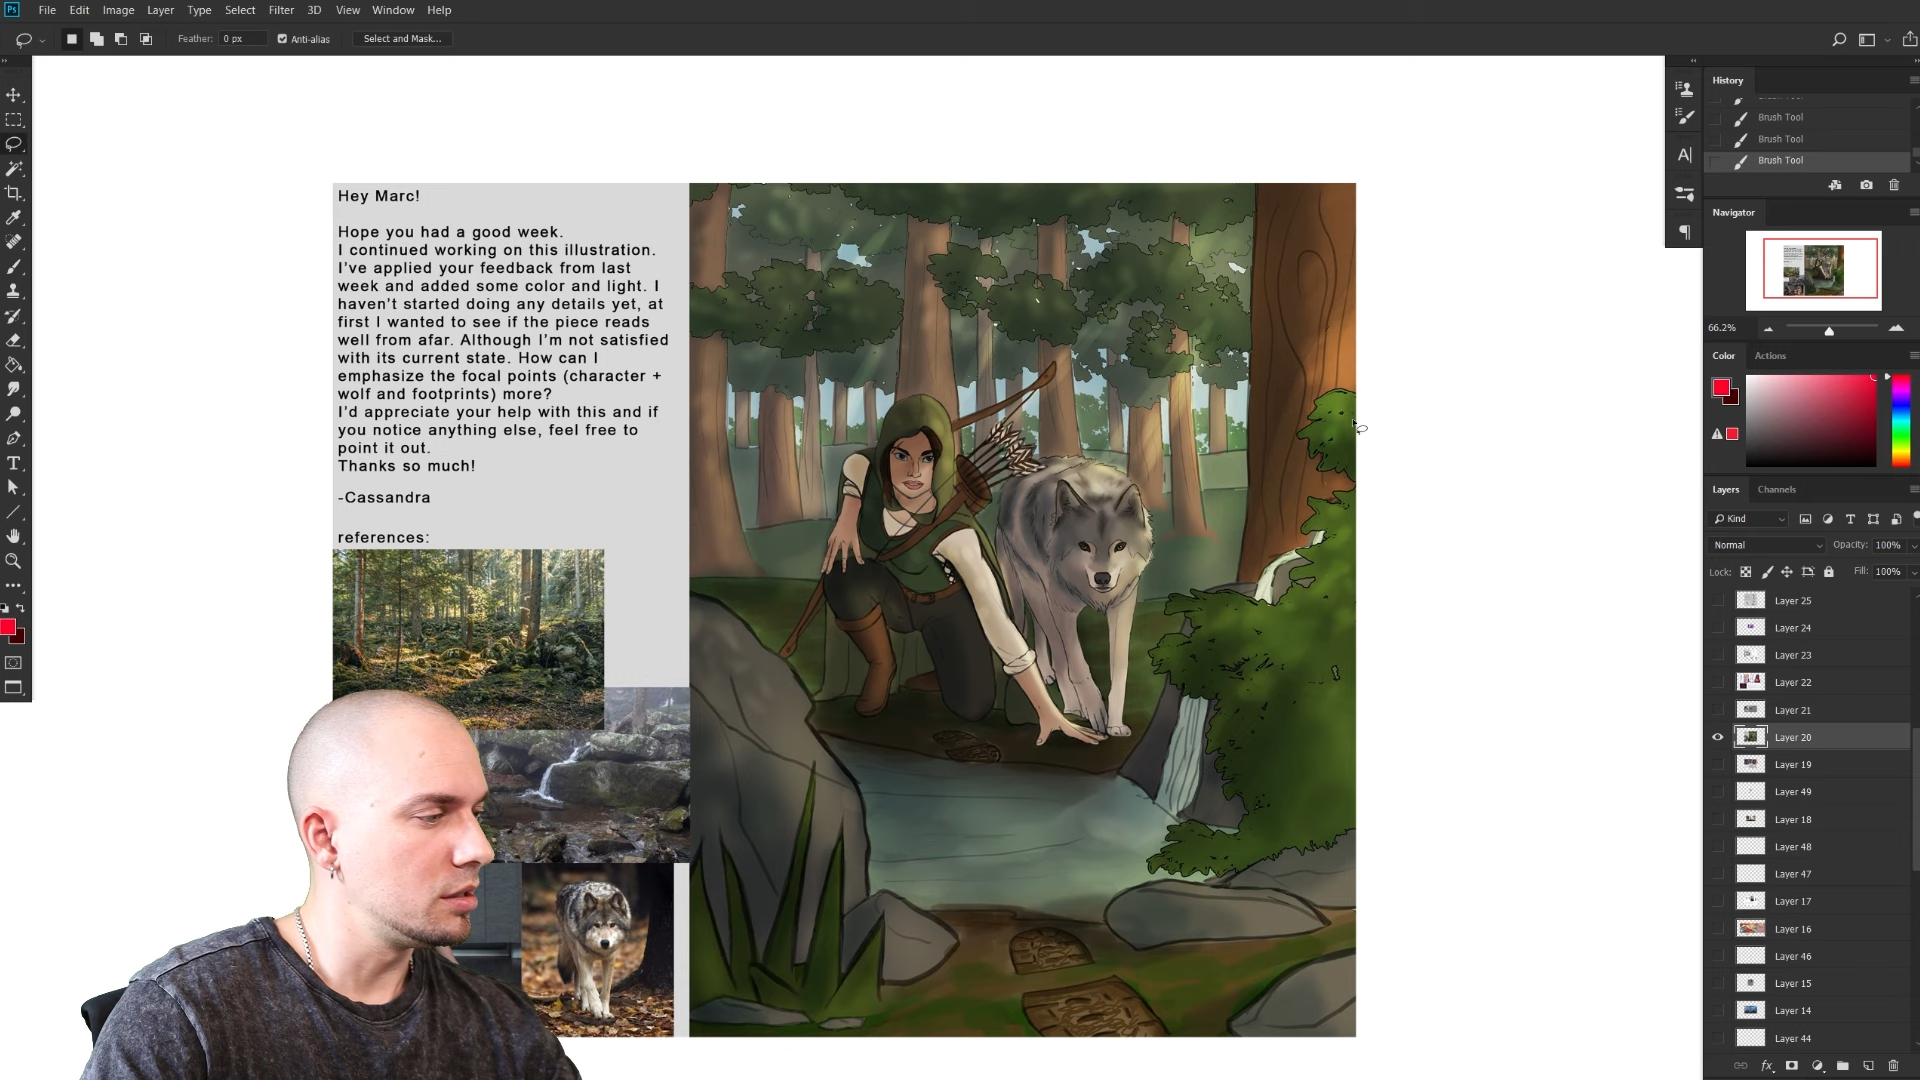 Ps File Edit Image Layer Type Select Filter 3D View Window Help
Feather: 0 px Anti-alias Select and Mask...
History
Brush Tool
Brush Tool
Brush Tool
Navigator
66.2%
Color Actions
Layers Channels
Kind
Normal Opacity: 100%
Lock: Fill: 100%
Layer 25
Layer 24
Layer 23
Layer 22
Layer 21
Layer 20
Layer 19
Layer 49
Layer 18
Layer 48
Layer 47
Layer 17
Layer 16
Layer 46
Layer 15
Layer 14
Layer 44
fx
Hey Marc!
Hope you had a good week.
I continued working on this illustration.
I've applied your feedback from last
week and added some color and light. I
haven't started doing any details yet, at
first I wanted to see if the piece reads
well from afar. Although I'm not satisfied
with its current state. How can I
emphasize the focal points (character +
wolf and footprints) more?
I'd appreciate your help with this and if
you notice anything else, feel free to
point it out.
Thanks so much!
-Cassandra
references: